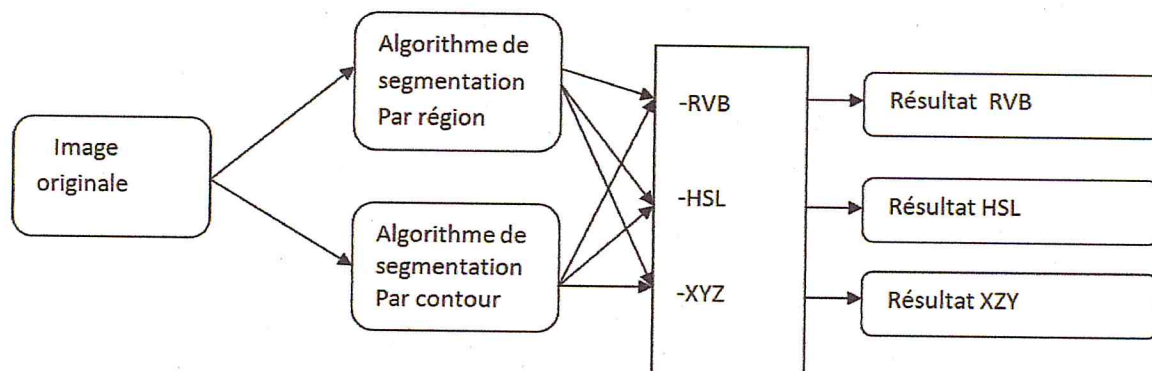 Image
originale
Algorithme de
segmentation
Par région
Algorithme de
segmentation
Par contour
-RVB
-HSL
-XYZ
Résultat RVB
Résultat HSL
Résultat XZY